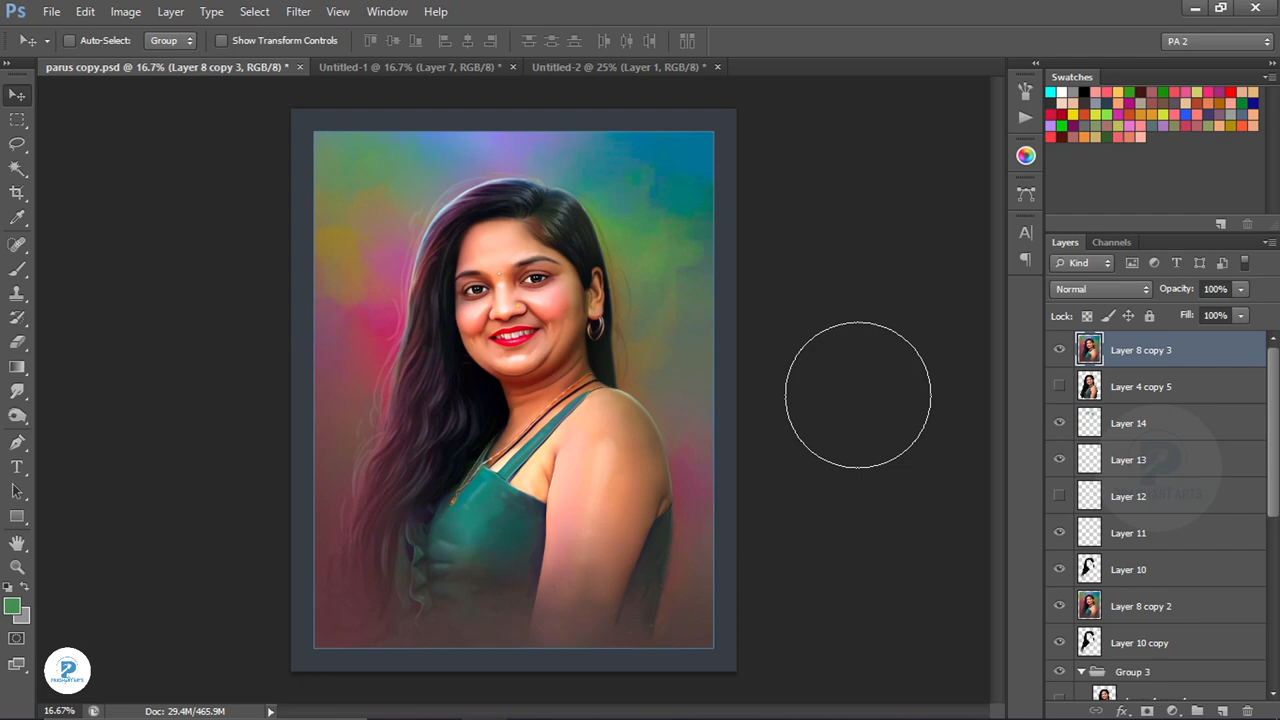 Ps File Edit Image Layer Type Select Filter View Window Help
Auto-Select: Group Show Transform Controls PA 2
parus copy.psd @ 16.7% (Layer 8 copy 3, RGB/8) * × Untitled-1 @ 16.7% (Layer 7, RGB/8) * × Untitled-2 @ 25% (Layer 1, RGB/8) * ×
Swatches
Layers Channels
Kind
Normal Opacity: 100%
Lock: Fill: 100%
Layer 8 copy 3
Layer 4 copy 5
Layer 14
Layer 13
Layer 12
Layer 11
Layer 10
Layer 8 copy 2
Layer 10 copy
Group 3
16.67% Doc: 29.4M/465.9M